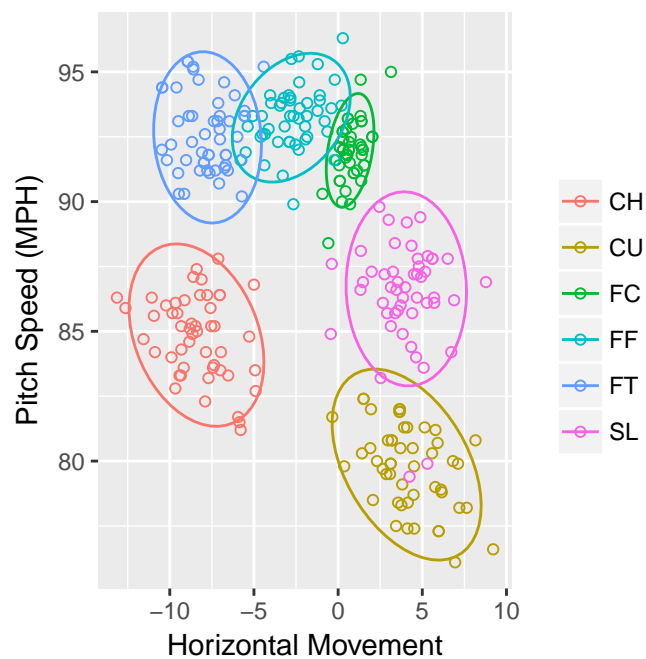 95
90
85
80
−10
−5
0
5
10
Horizontal Movement
Pitch Speed (MPH)
CH
CU
FC
FF
FT
SL